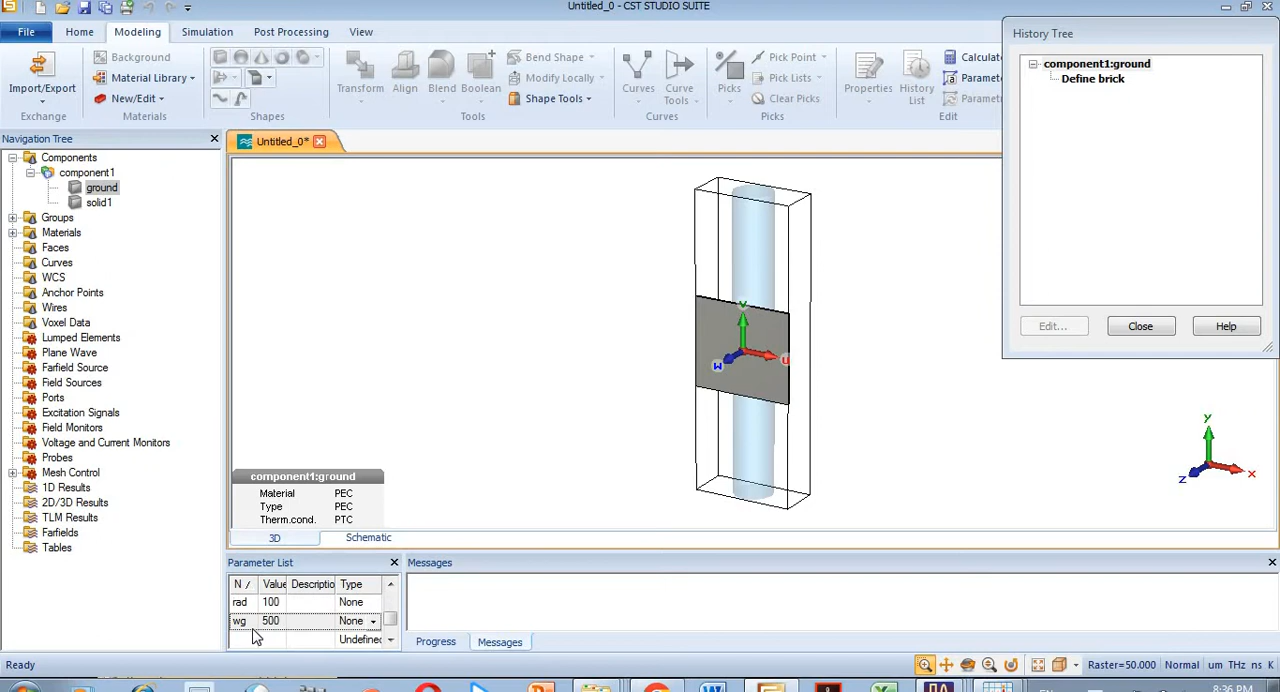 Untitled_0 - CST STUDIO SUITE
File
Home
Modeling
Simulation
Post Processing
View
Import/Export
Exchange
Background
Material Library
New/Edit
Materials
Shapes
Transform
Align
Blend
Boolean
Bend Shape
Modify Locally
Shape Tools
Tools
Curves
Curve
Tools
Curves
Picks
Pick Point
Pick Lists
Clear Picks
Picks
Properties
History
List
Calculate
Paramete
Parametr
Edit
History Tree
component1:ground
Define brick
Edit...
Close
Help
Navigation Tree
Components
component1
ground
solid1
Groups
Materials
Faces
Curves
WCS
Anchor Points
Wires
Voxel Data
Lumped Elements
Plane Wave
Farfield Source
Field Sources
Ports
Excitation Signals
Field Monitors
Voltage and Current Monitors
Probes
Mesh Control
1D Results
2D/3D Results
TLM Results
Farfields
Tables
Untitled_0*
v
u
w
y
x
z
component1:ground
Material PEC
Type PEC
Therm.cond. PTC
3D
Schematic
Parameter List
N / Value Descriptio Type
rad 100 None
wg 500 None
Undefined
Messages
Progress
Messages
Ready
Raster=50.000 Normal um THz ns K
8:36 PM